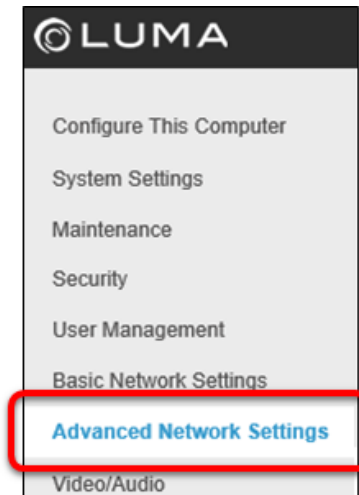 LUMA
Configure This Computer
System Settings
Maintenance
Security
User Management
Basic Network Settings
Advanced Network Settings
Video/Audio